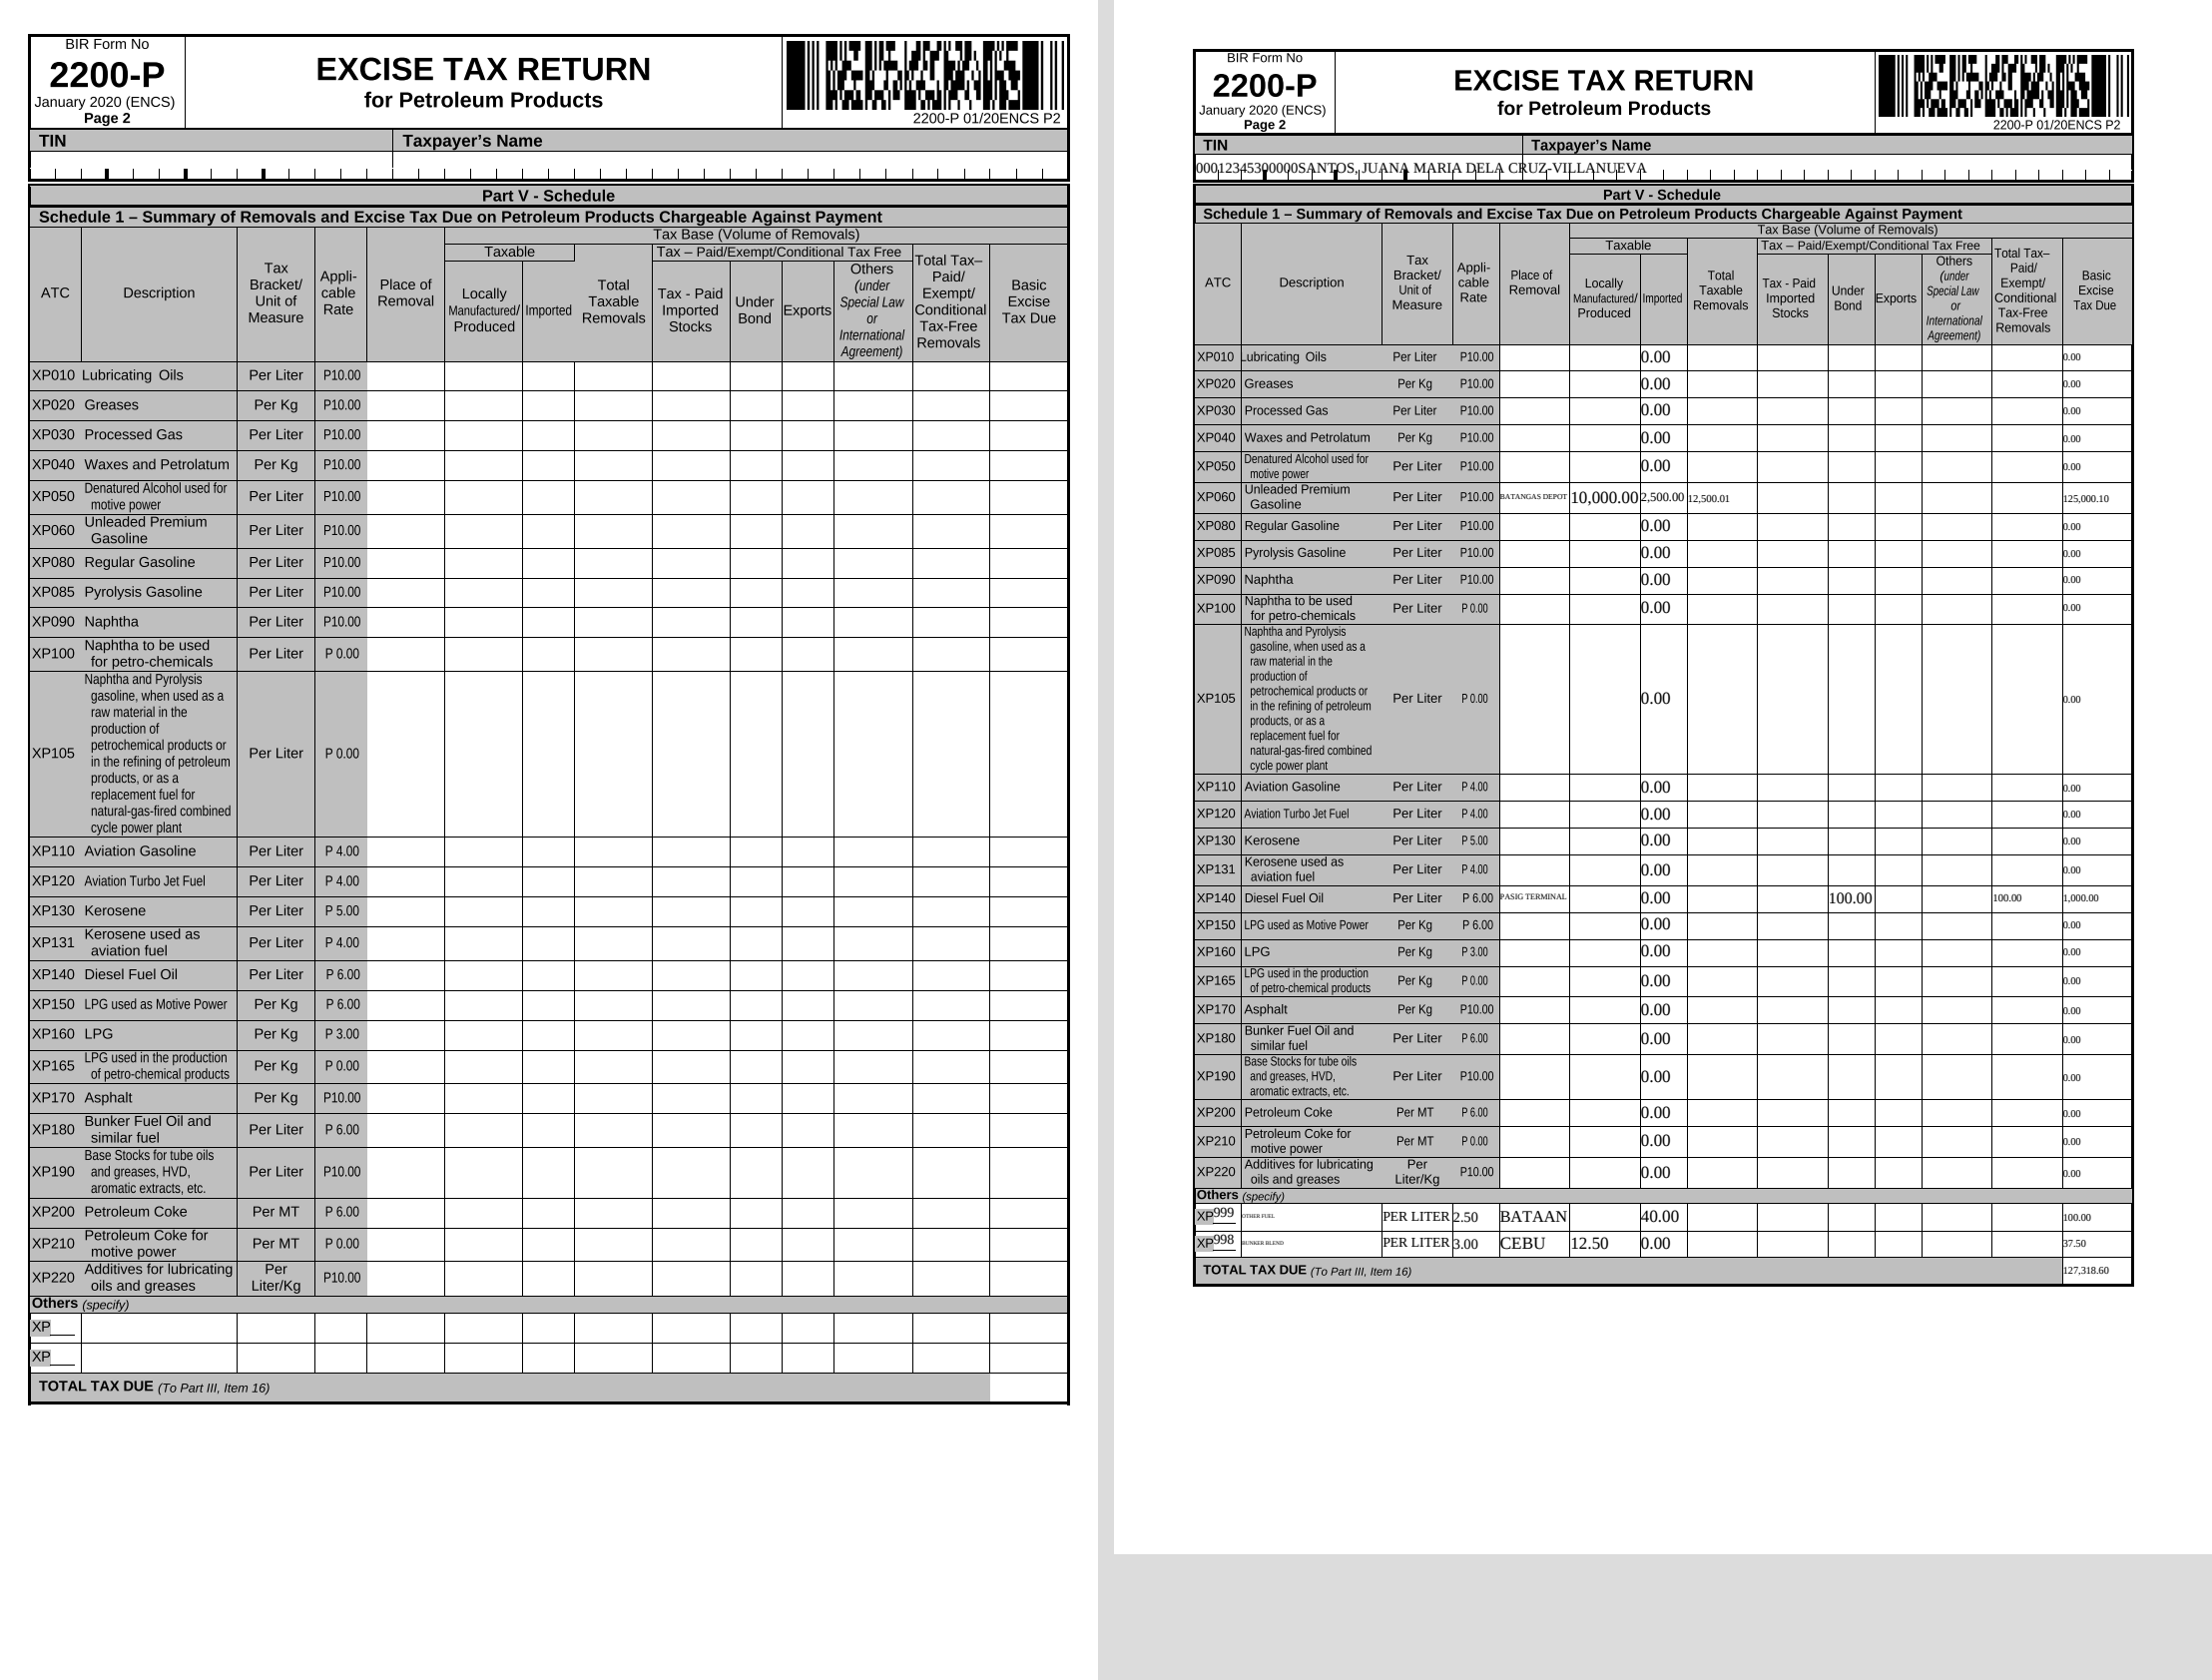 BIR Form No
2200-P
January 2020 (ENCS)
Page 2
EXCISE TAX RETURN
for Petroleum Products
2200-P 01/20ENCS P2
TIN Taxpayer’s Name
Part V - Schedule
Schedule 1 – Summary of Removals and Excise Tax Due on Petroleum Products Chargeable Against Payment
ATC
Description
Tax Bracket/ Unit of Measure
Appli-cable Rate
Place of Removal
Tax Base (Volume of Removals)
Taxable
Locally Manufactured/ Produced
Imported
Total Taxable Removals
Tax – Paid/Exempt/Conditional Tax Free
Tax - Paid Imported Stocks
Under Bond
Exports
Others (under Special Law or International Agreement)
Total Tax– Paid/ Exempt/ Conditional Tax-Free Removals
Basic Excise Tax Due
XP010 Lubricating Oils Per Liter P10.00
XP020 Greases Per Kg P10.00
XP030 Processed Gas Per Liter P10.00
XP040 Waxes and Petrolatum Per Kg P10.00
XP050 Denatured Alcohol used for motive power Per Liter P10.00
XP060 Unleaded Premium Gasoline Per Liter P10.00
XP080 Regular Gasoline Per Liter P10.00
XP085 Pyrolysis Gasoline Per Liter P10.00
XP090 Naphtha Per Liter P10.00
XP100 Naphtha to be used for petro-chemicals Per Liter P 0.00
XP105 Naphtha and Pyrolysis gasoline, when used as a raw material in the production of petrochemical products or in the refining of petroleum products, or as a replacement fuel for natural-gas-fired combined cycle power plant Per Liter P 0.00
XP110 Aviation Gasoline Per Liter P 4.00
XP120 Aviation Turbo Jet Fuel Per Liter P 4.00
XP130 Kerosene Per Liter P 5.00
XP131 Kerosene used as aviation fuel Per Liter P 4.00
XP140 Diesel Fuel Oil Per Liter P 6.00
XP150 LPG used as Motive Power Per Kg P 6.00
XP160 LPG Per Kg P 3.00
XP165 LPG used in the production of petro-chemical products Per Kg P 0.00
XP170 Asphalt Per Kg P10.00
XP180 Bunker Fuel Oil and similar fuel Per Liter P 6.00
XP190 Base Stocks for tube oils and greases, HVD, aromatic extracts, etc. Per Liter P10.00
XP200 Petroleum Coke Per MT P 6.00
XP210 Petroleum Coke for motive power Per MT P 0.00
XP220 Additives for lubricating oils and greases Per Liter/Kg P10.00
Others (specify)
XP
XP
TOTAL TAX DUE (To Part III, Item 16)
BIR Form No
2200-P
January 2020 (ENCS)
Page 2
EXCISE TAX RETURN
for Petroleum Products
2200-P 01/20ENCS P2
TIN Taxpayer’s Name
00012345300000SANTOS, JUANA MARIA DELA CRUZ-VILLANUEVA
Part V - Schedule
Schedule 1 – Summary of Removals and Excise Tax Due on Petroleum Products Chargeable Against Payment
ATC
Description
Tax Bracket/ Unit of Measure
Appli-cable Rate
Place of Removal
Tax Base (Volume of Removals)
Taxable
Locally Manufactured/ Produced
Imported
Total Taxable Removals
Tax – Paid/Exempt/Conditional Tax Free
Tax - Paid Imported Stocks
Under Bond
Exports
Others (under Special Law or International Agreement)
Total Tax– Paid/ Exempt/ Conditional Tax-Free Removals
Basic Excise Tax Due
XP010 Lubricating Oils Per Liter P10.00 0.00 0.00
XP020 Greases Per Kg P10.00 0.00 0.00
XP030 Processed Gas Per Liter P10.00 0.00 0.00
XP040 Waxes and Petrolatum Per Kg P10.00 0.00 0.00
XP050 Denatured Alcohol used for motive power Per Liter P10.00 0.00 0.00
XP060 Unleaded Premium Gasoline Per Liter P10.00 BATANGAS DEPOT 10,000.00 2,500.00 12,500.01 125,000.10
XP080 Regular Gasoline Per Liter P10.00 0.00 0.00
XP085 Pyrolysis Gasoline Per Liter P10.00 0.00 0.00
XP090 Naphtha Per Liter P10.00 0.00 0.00
XP100 Naphtha to be used for petro-chemicals Per Liter P 0.00 0.00 0.00
XP105 Naphtha and Pyrolysis gasoline, when used as a raw material in the production of petrochemical products or in the refining of petroleum products, or as a replacement fuel for natural-gas-fired combined cycle power plant Per Liter P 0.00 0.00 0.00
XP110 Aviation Gasoline Per Liter P 4.00 0.00 0.00
XP120 Aviation Turbo Jet Fuel Per Liter P 4.00 0.00 0.00
XP130 Kerosene Per Liter P 5.00 0.00 0.00
XP131 Kerosene used as aviation fuel Per Liter P 4.00 0.00 0.00
XP140 Diesel Fuel Oil Per Liter P 6.00 PASIG TERMINAL 0.00 100.00 100.00 1,000.00
XP150 LPG used as Motive Power Per Kg P 6.00 0.00 0.00
XP160 LPG Per Kg P 3.00 0.00 0.00
XP165 LPG used in the production of petro-chemical products Per Kg P 0.00 0.00 0.00
XP170 Asphalt Per Kg P10.00 0.00 0.00
XP180 Bunker Fuel Oil and similar fuel Per Liter P 6.00 0.00 0.00
XP190 Base Stocks for tube oils and greases, HVD, aromatic extracts, etc. Per Liter P10.00 0.00 0.00
XP200 Petroleum Coke Per MT P 6.00 0.00 0.00
XP210 Petroleum Coke for motive power Per MT P 0.00 0.00 0.00
XP220 Additives for lubricating oils and greases Per Liter/Kg P10.00 0.00 0.00
Others (specify)
XP999 OTHER FUEL PER LITER 2.50 BATAAN 40.00 100.00
XP998 BUNKER BLEND PER LITER 3.00 CEBU 12.50 0.00 37.50
TOTAL TAX DUE (To Part III, Item 16) 127,318.60